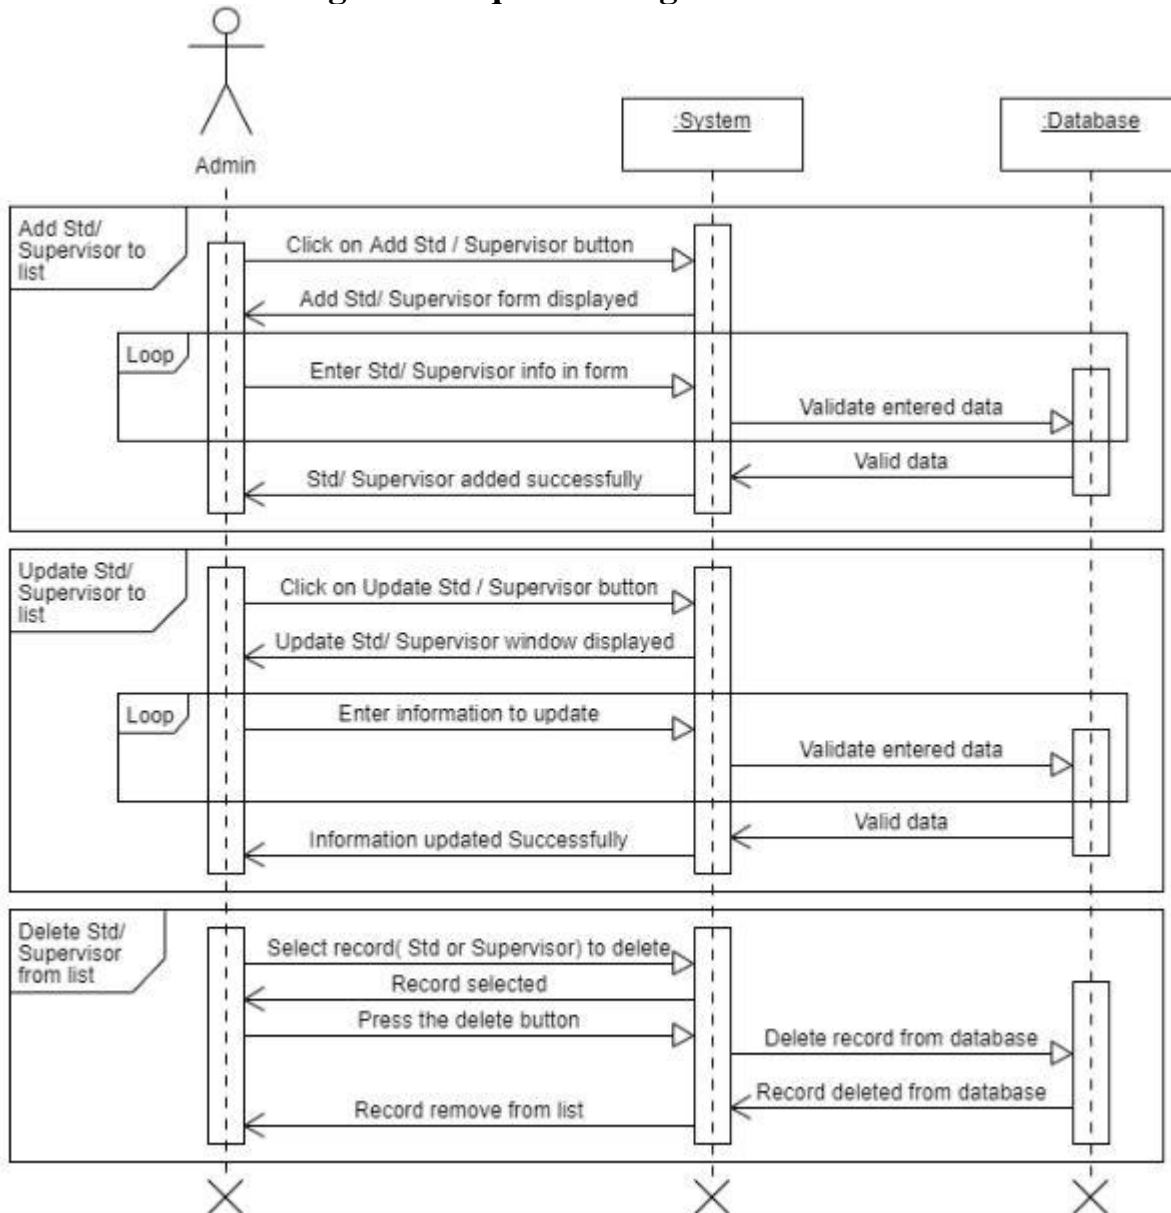 Admin
:System
:Database
Add Std/
Supervisor to
list
Click on Add Std / Supervisor button
Add Std/ Supervisor form displayed
Loop
Enter Std/ Supervisor info in form
Validate entered data
Valid data
Std/ Supervisor added successfully
Update Std/
Supervisor to
list
Click on Update Std / Supervisor button
Update Std/ Supervisor window displayed
Loop
Enter information to update
Validate entered data
Valid data
Information updated Successfully
Delete Std/
Supervisor
from list
Select record( Std or Supervisor) to delete
Record selected
Press the delete button
Delete record from database
Record deleted from database
Record remove from list